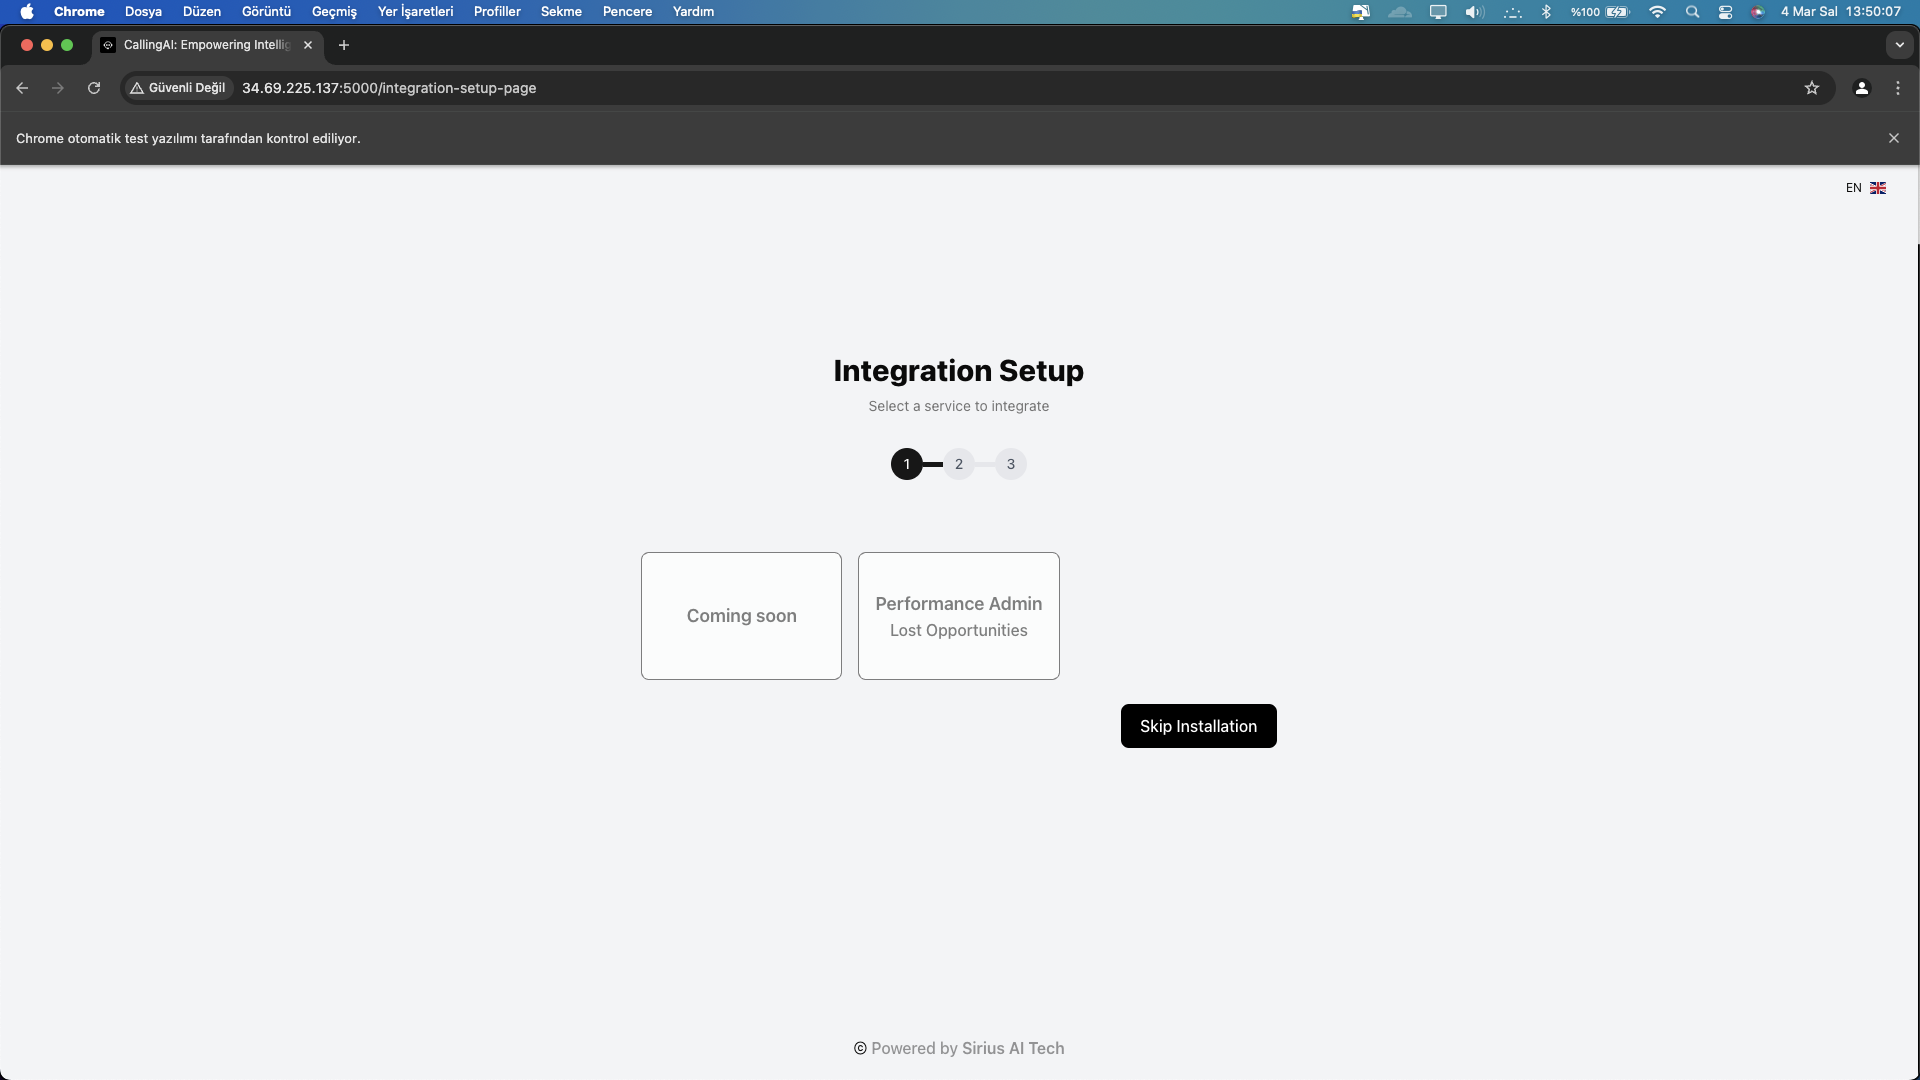 Chrome Dosya Düzen Görüntü Geçmiş Yer İşaretleri Profiller Sekme Pencere Yardım %100 4 Mar Sal 13:50:07
CallingAI: Empowering Intellig
Güvenli Değil 34.69.225.137:5000/integration-setup-page
Chrome otomatik test yazılımı tarafından kontrol ediliyor.
EN
Integration Setup
Select a service to integrate
1 2 3
Coming soon
Performance Admin
Lost Opportunities
Skip Installation
© Powered by Sirius AI Tech